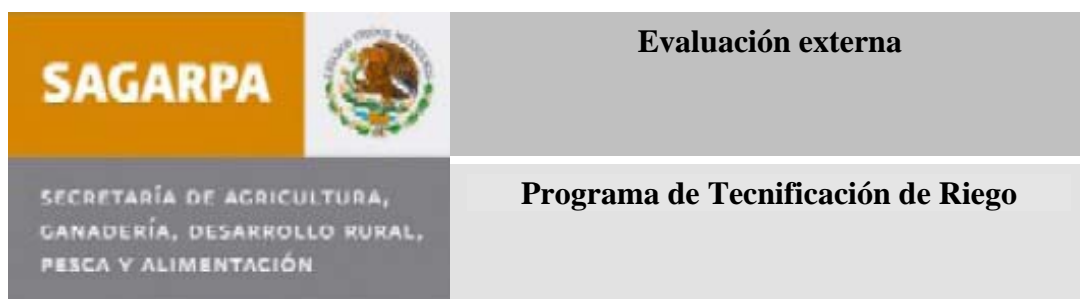 SAGARPA
SECRETARÍA DE AGRICULTURA,
GANADERÍA, DESARROLLO RURAL,
PESCA Y ALIMENTACIÓN
Evaluación externa
Programa de Tecnificación de Riego